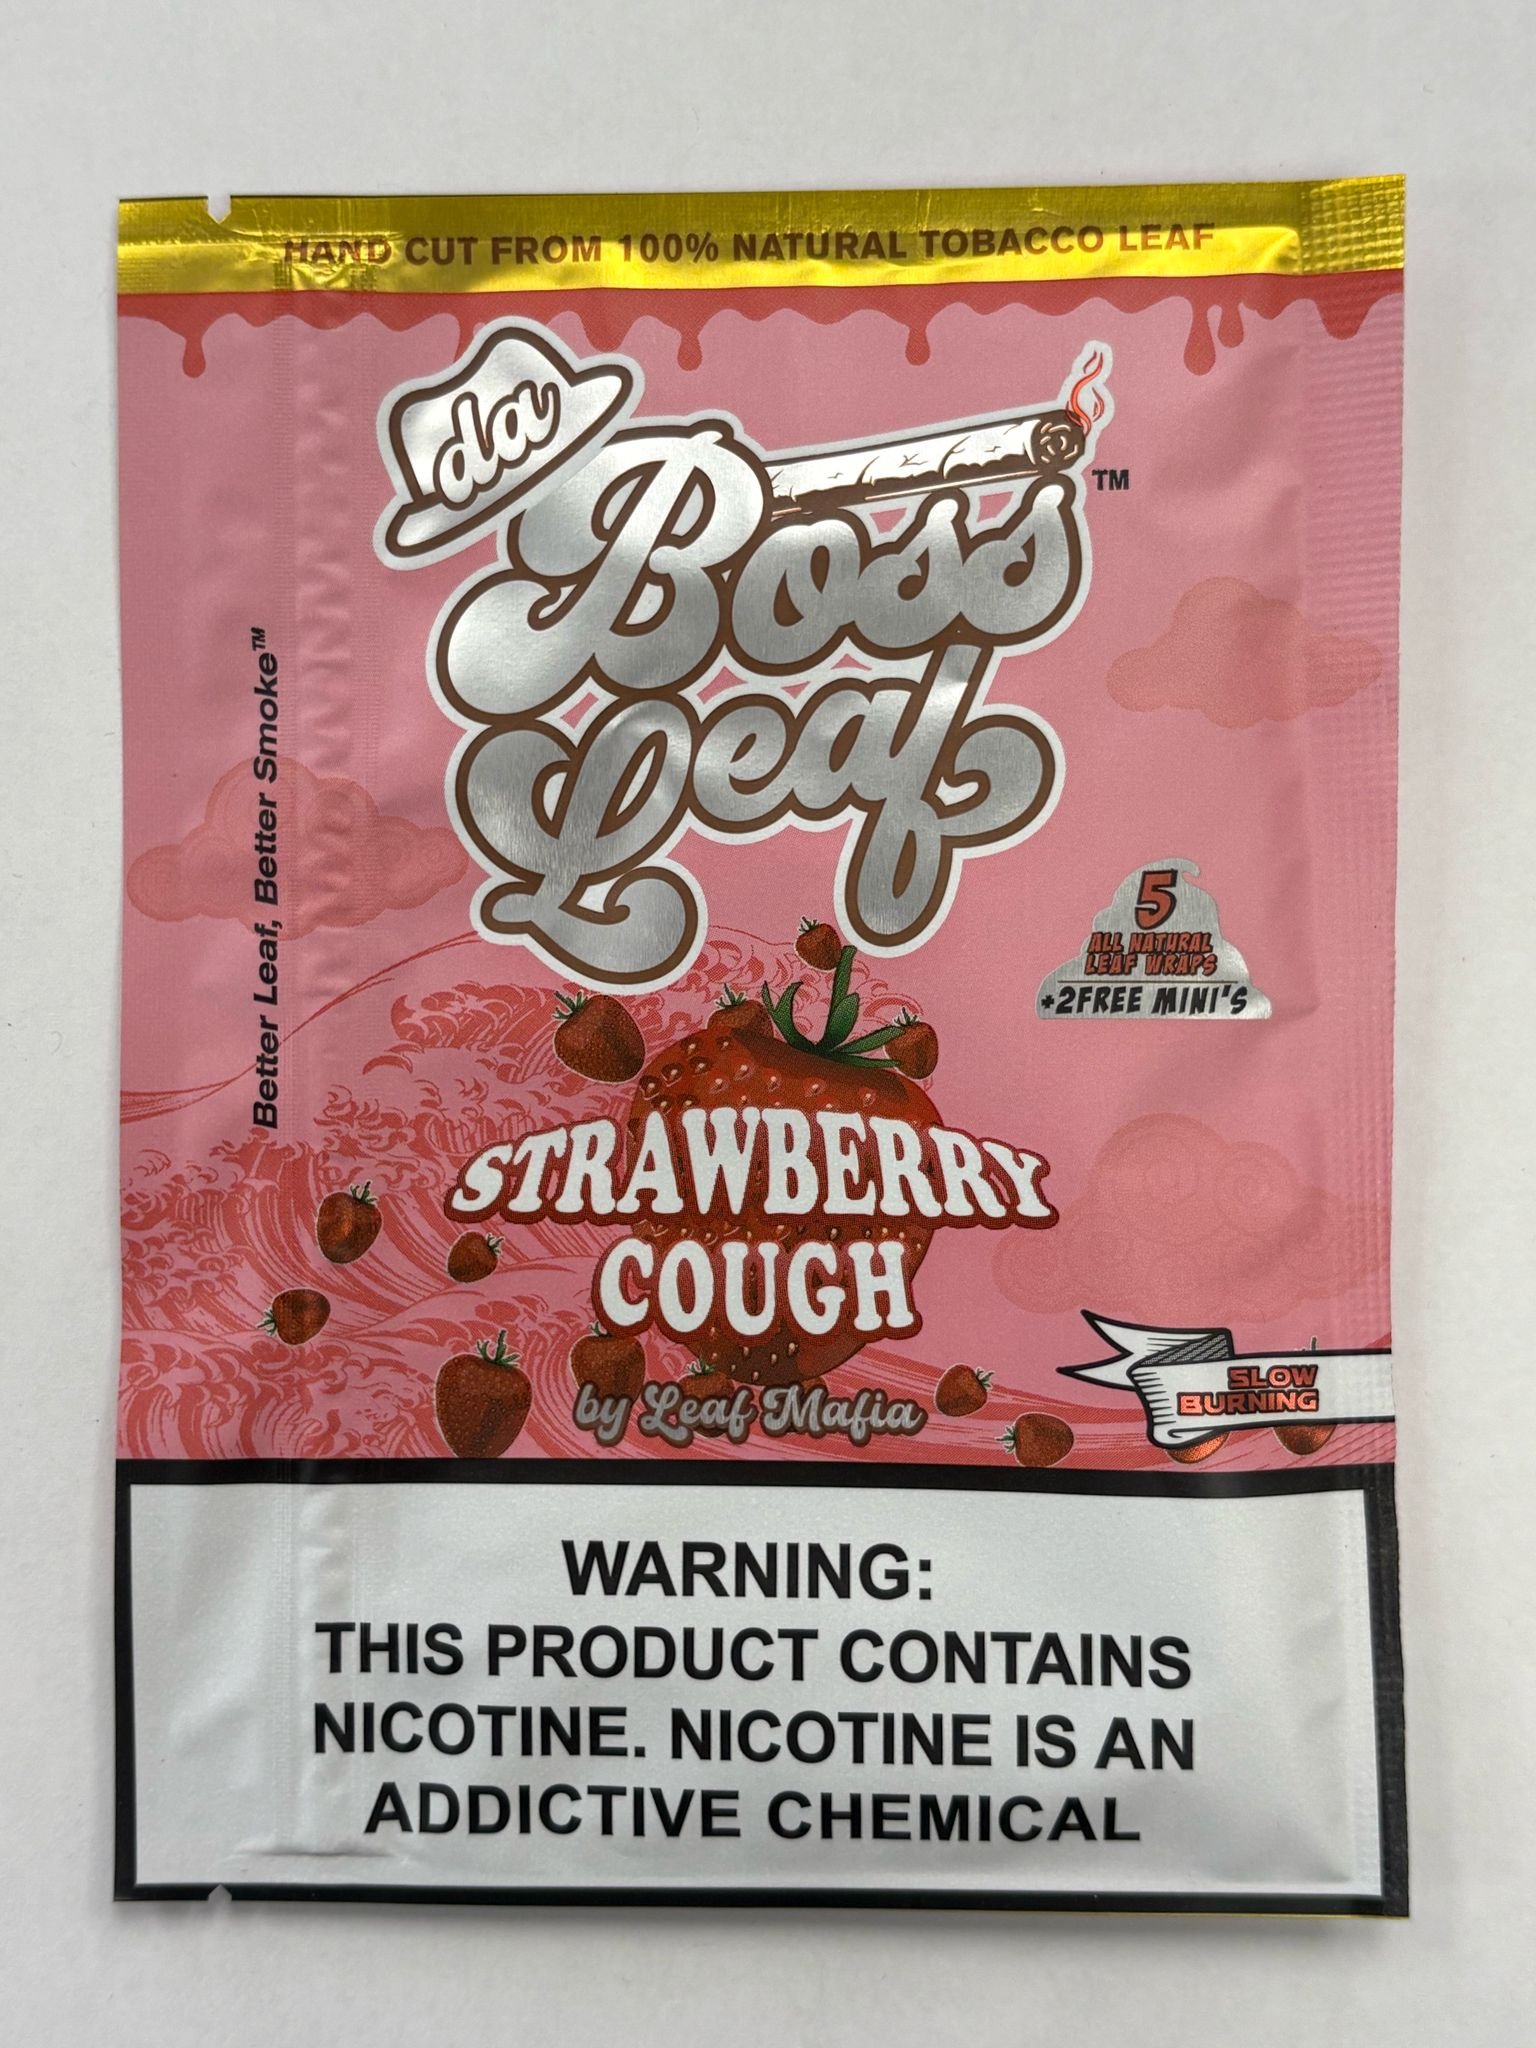 HAND CUT FROM 100% NATURAL TOBACCO LEAF
da
Boss
Leaf
TM
Better Leaf, Better Smoke™
5
ALL NATURAL
LEAF WRAPS
+2FREE MINI'S
STRAWBERRY
COUGH
by Leaf Mafia
SLOW
BURNING
WARNING:
THIS PRODUCT CONTAINS
NICOTINE. NICOTINE IS AN
ADDICTIVE CHEMICAL